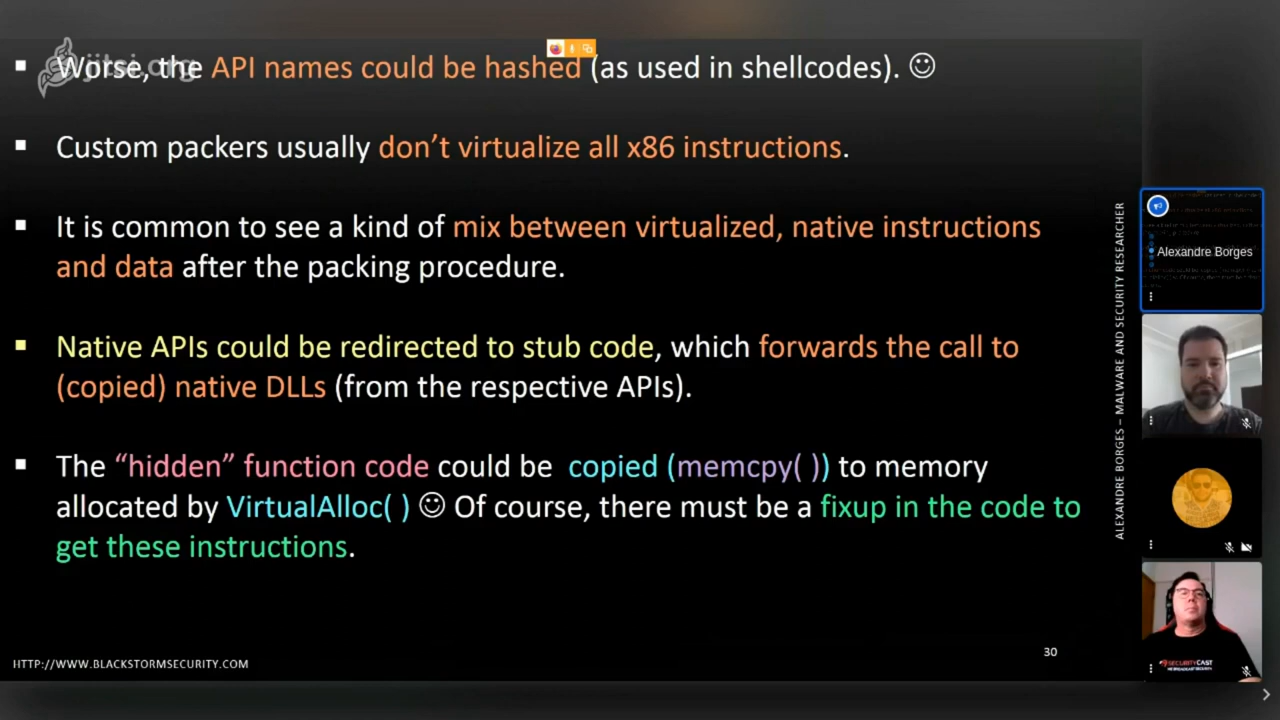 jitsi.org
▪ Worse, the API names could be hashed (as used in shellcodes). ☺
▪ Custom packers usually don’t virtualize all x86 instructions.
▪ It is common to see a kind of mix between virtualized, native instructions
and data after the packing procedure.
▪ Native APIs could be redirected to stub code, which forwards the call to
(copied) native DLLs (from the respective APIs).
▪ The “hidden” function code could be copied (memcpy( )) to memory
allocated by VirtualAlloc( ) ☺ Of course, there must be a fixup in the code to
get these instructions.
HTTP://WWW.BLACKSTORMSECURITY.COM
30
ALEXANDRE BORGES – MALWARE AND SECURITY RESEARCHER
Alexandre Borges
SECURITYCAST